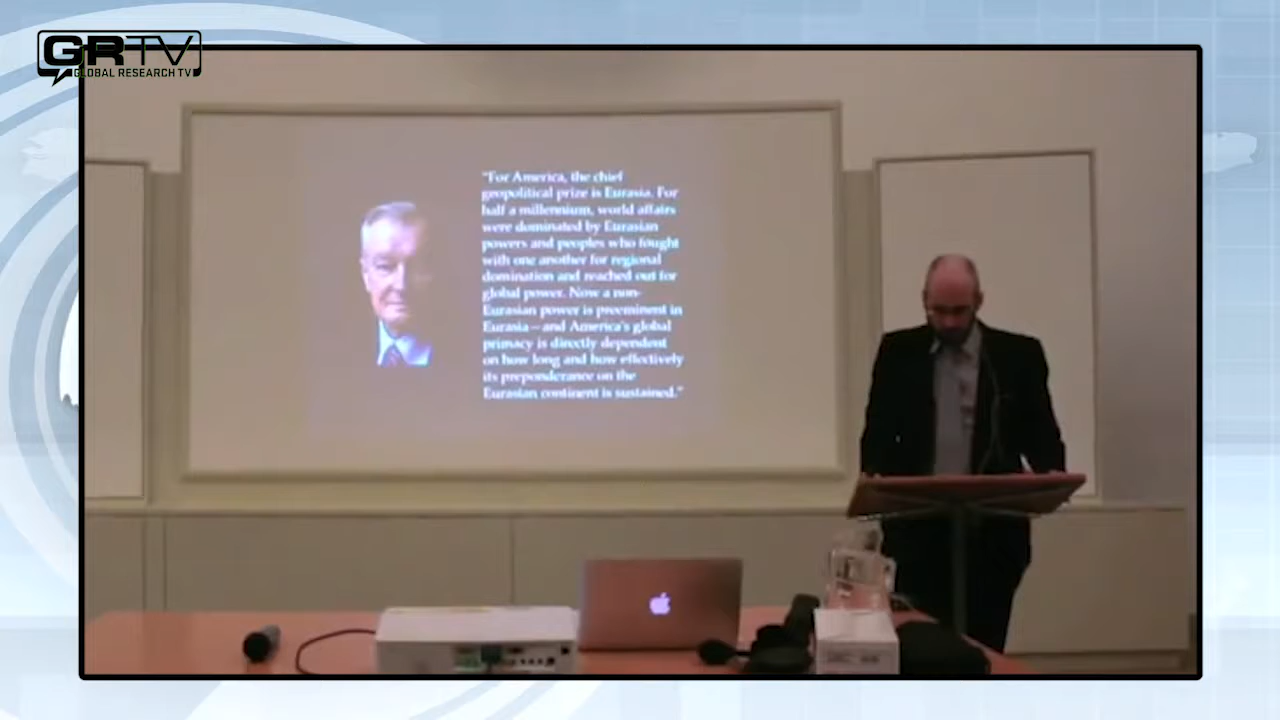 GRTV
GLOBAL RESEARCH TV
"For America, the chief
geopolitical prize is Eurasia. For
half a millennium, world affairs
were dominated by Eurasian
powers and peoples who fought
with one another for regional
domination and reached out for
global power. Now a non-
Eurasian power is preeminent in
Eurasia – and America's global
primacy is directly dependent
on how long and how effectively
its preponderance on the
Eurasian continent is sustained."